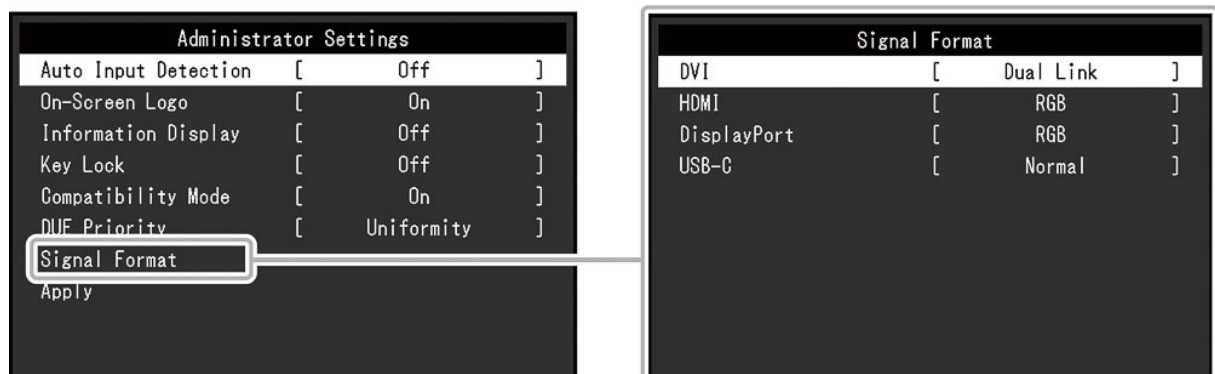 Administrator Settings
Auto Input Detection [ Off ]
On-Screen Logo [ On ]
Information Display [ Off ]
Key Lock [ Off ]
Compatibility Mode [ On ]
DUE Priority [ Uniformity ]
Signal Format
Apply
Signal Format
DVI [ Dual Link ]
HDMI [ RGB ]
DisplayPort [ RGB ]
USB-C [ Normal ]